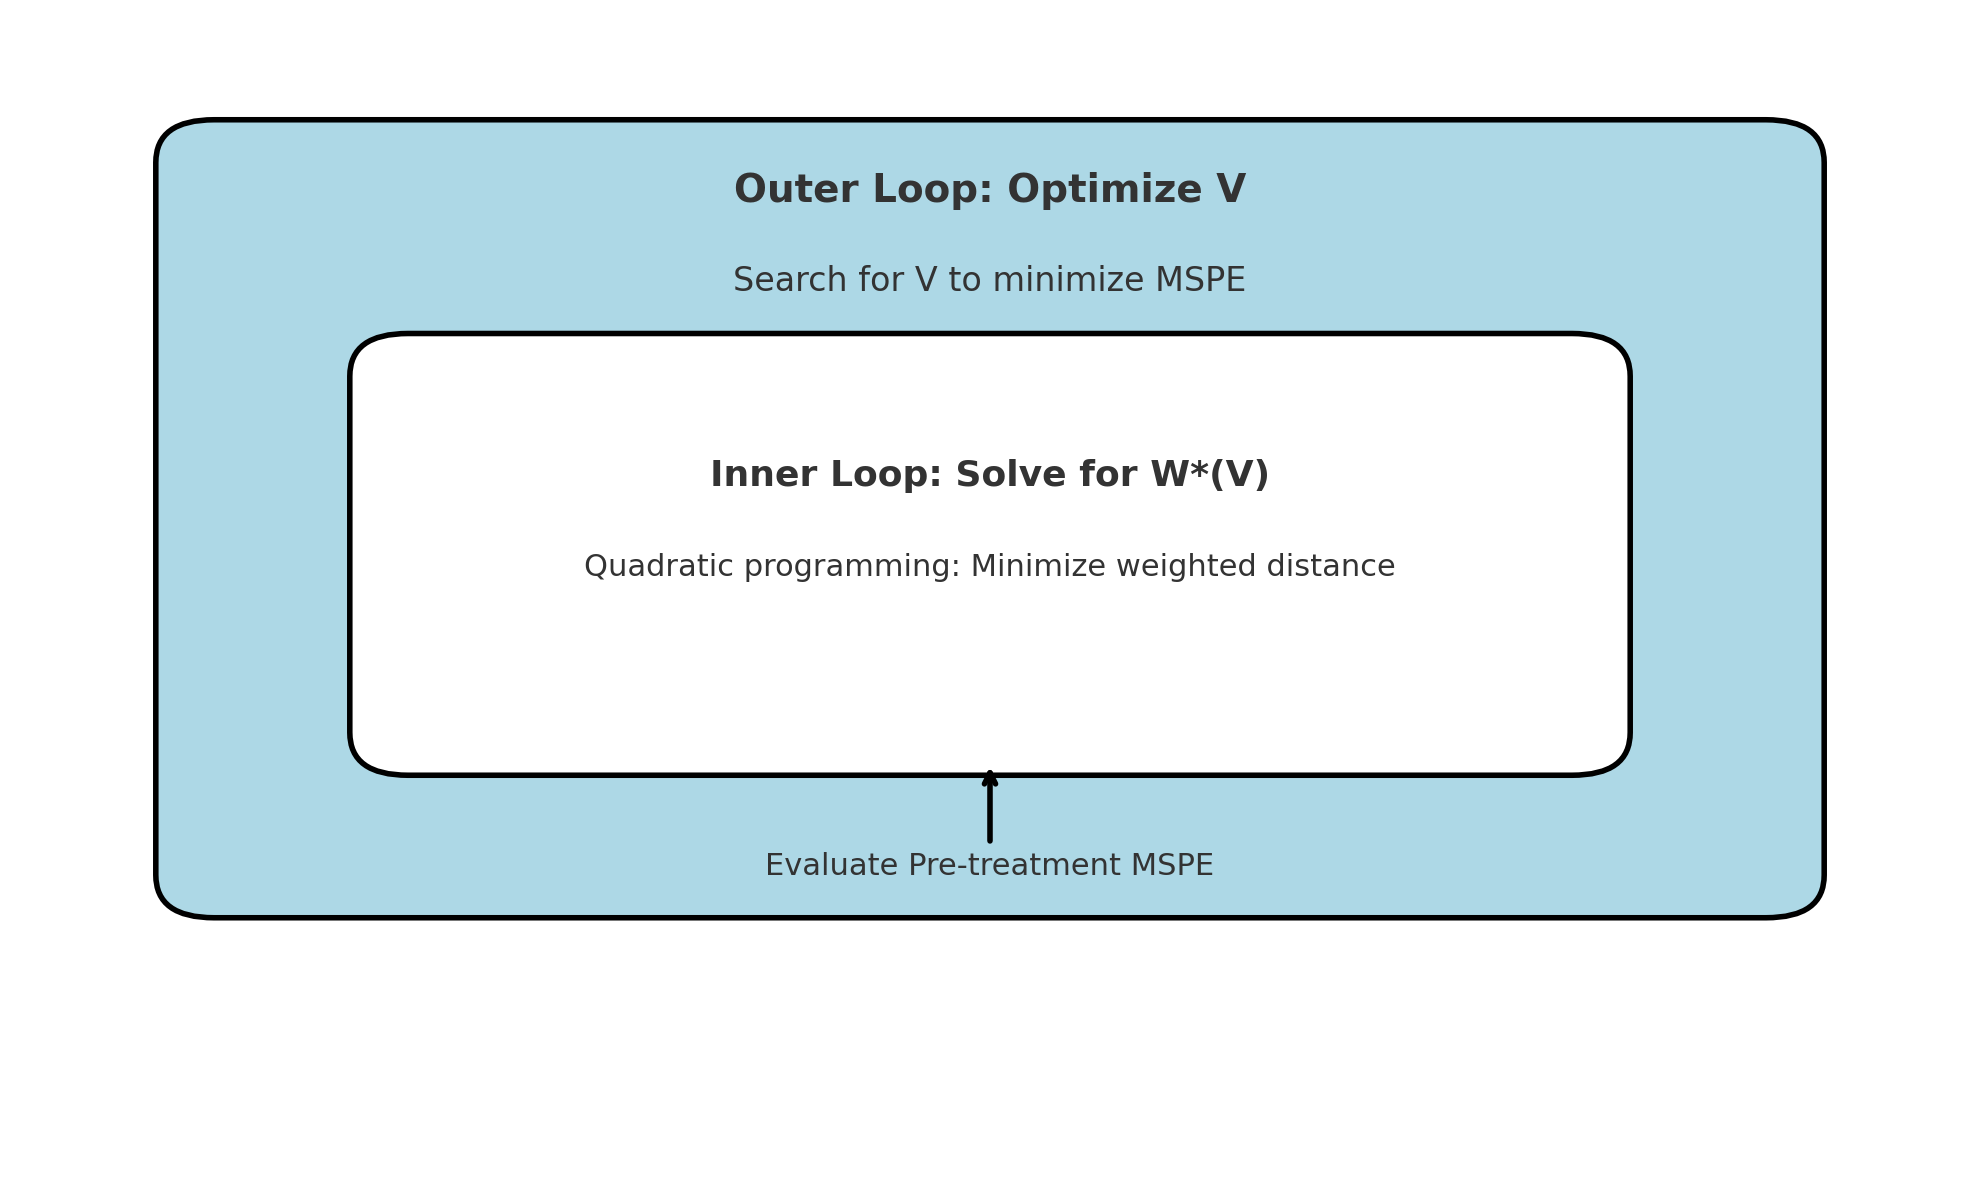 Outer Loop: Optimize V
Search for V to minimize MSPE
Inner Loop: Solve for W*(V)
Quadratic programming: Minimize weighted distance
Evaluate Pre-treatment MSPE